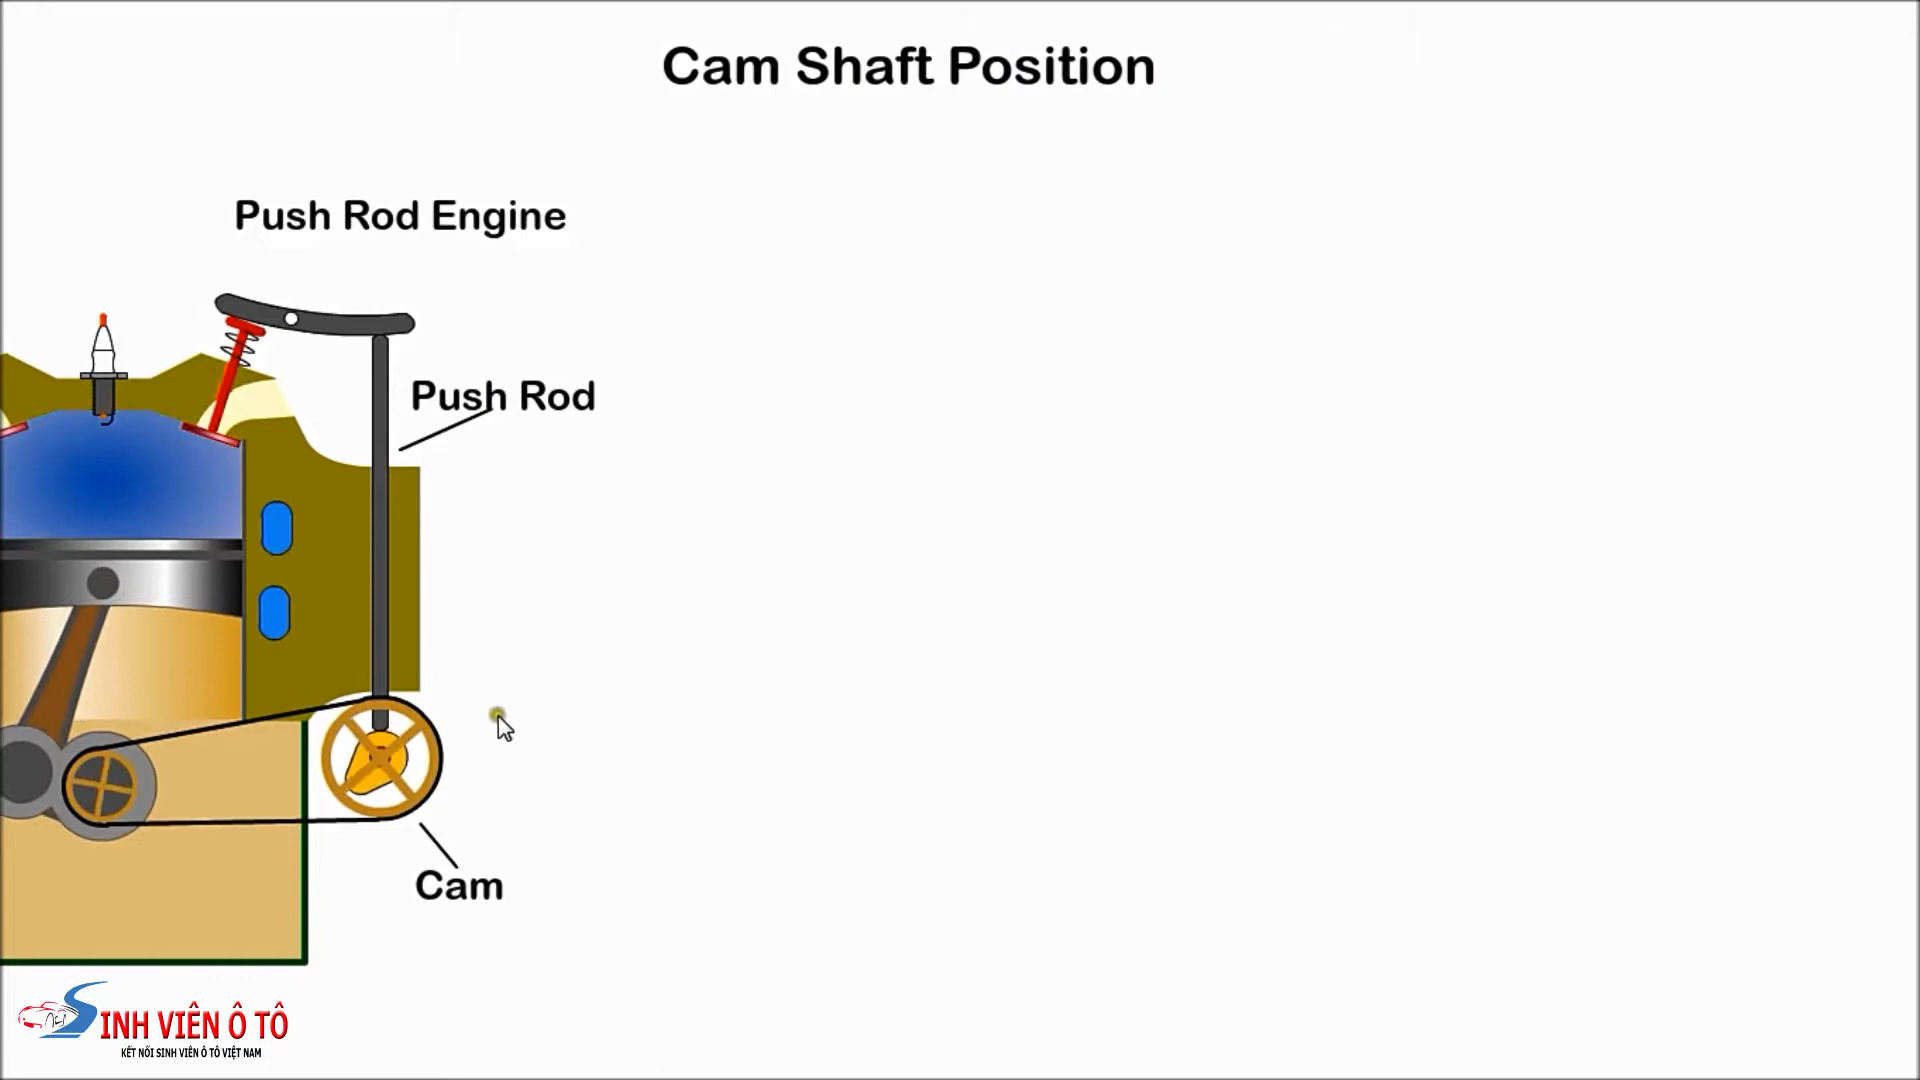 Cam Shaft Position
Push Rod Engine
Push Rod
Cam
SINH VIÊN Ô TÔ
KẾT NỐI SINH VIÊN Ô TÔ VIỆT NAM